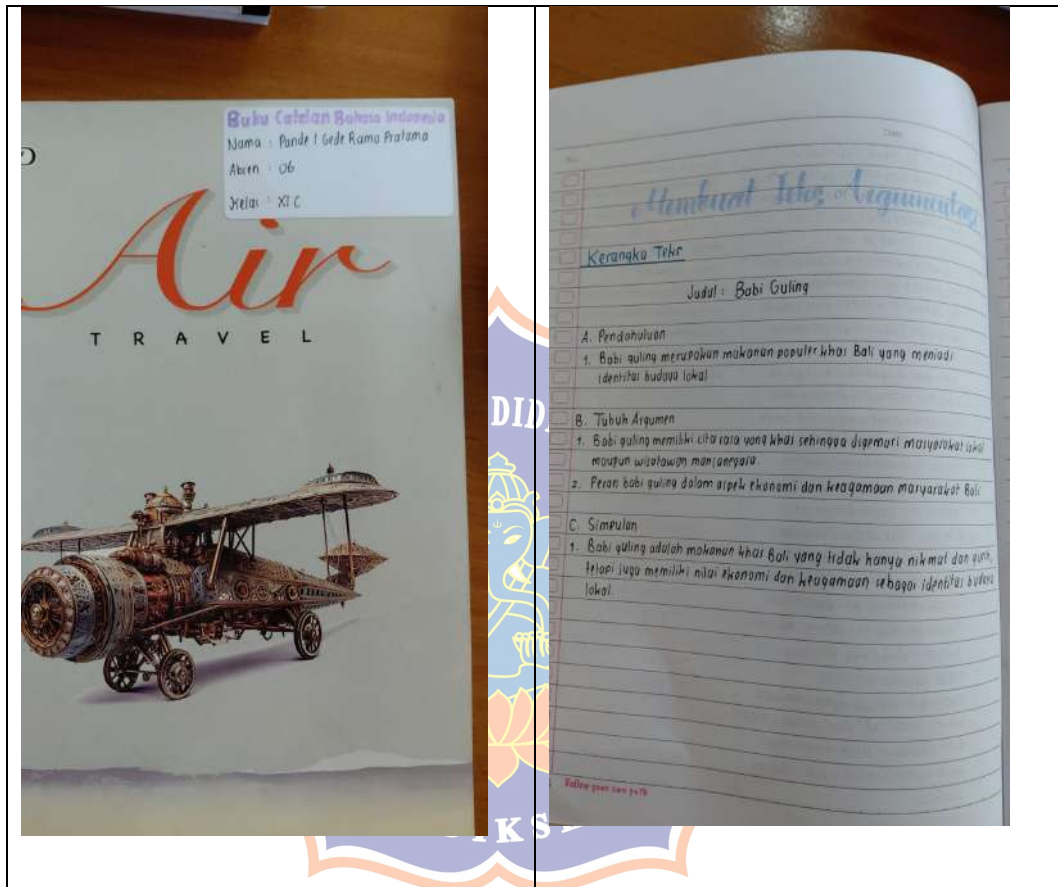 Buku Catatan Bahasa Indonesia
Nama : Pande I Gede Rama Pratama
Absen : 06
Kelas : XI C
Air
TRAVEL
DID
Date
No.
Membuat Teks Argumentasi
Kerangka Teks
Judul : Babi Guling
A. Pendahuluan
1. Babi guling merupakan makanan populer khas Bali yang menjadi
identitas budaya lokal
B. Tubuh Argumen
1. Babi guling memiliki cita rasa yang khas sehingga digemari masyarakat lokal
maupun wisatawan mancanegara.
2. Peran babi guling dalam aspek ekonomi dan keagamaan masyarakat Bali
C. Simpulan
1. Babi guling adalah makanan khas Bali yang tidak hanya nikmat dan gurih,
tetapi juga memiliki nilai ekonomi dan keagamaan sebagai identitas budaya
lokal.
Follow your own path
IKS